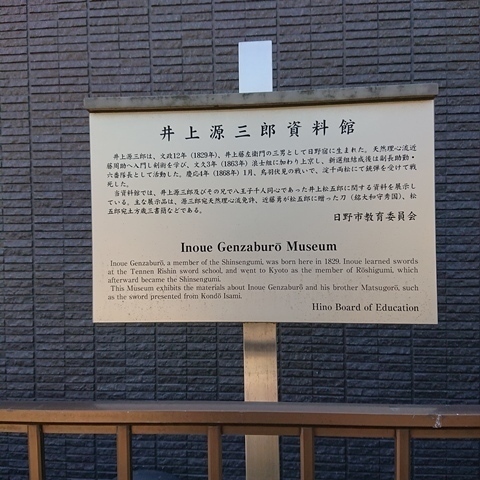 井上源三郎資料館
井上源三郎は、文政12年（1829年）、井上藤左衛門の三男として日野宿に生まれた。天然理心流近
藤周助へ入門し剣術を学び、文久3年（1863年）浪士組に加わり上京し、新選組結成後は副長助勤・
六番隊長として活動した。慶応4年（1868年）1月、鳥羽伏見の戦いで、淀千両松にて銃弾を受けて戦
死した。
当資料館では、井上源三郎及びその兄で八王子千人同心であった井上松五郎に関する資料を展示し
ている。主な展示品は、源三郎宛天然理心流免許、近藤勇が松五郎に贈った刀（銘大和守秀国）、松
五郎宛土方歳三書簡などである。
日野市教育委員会
Inoue Genzaburō Museum
Inoue Genzaburō, a member of the Shinsengumi, was born here in 1829. Inoue learned swords
at the Tennen Rishin sword school, and went to Kyoto as the member of Rōshigumi, which
afterward became the Shinsengumi.
This Museum exhibits the materials about Inoue Genzaburō and his brother Matsugorō, such
as the sword presented from Kondō Isami.
Hino Board of Education